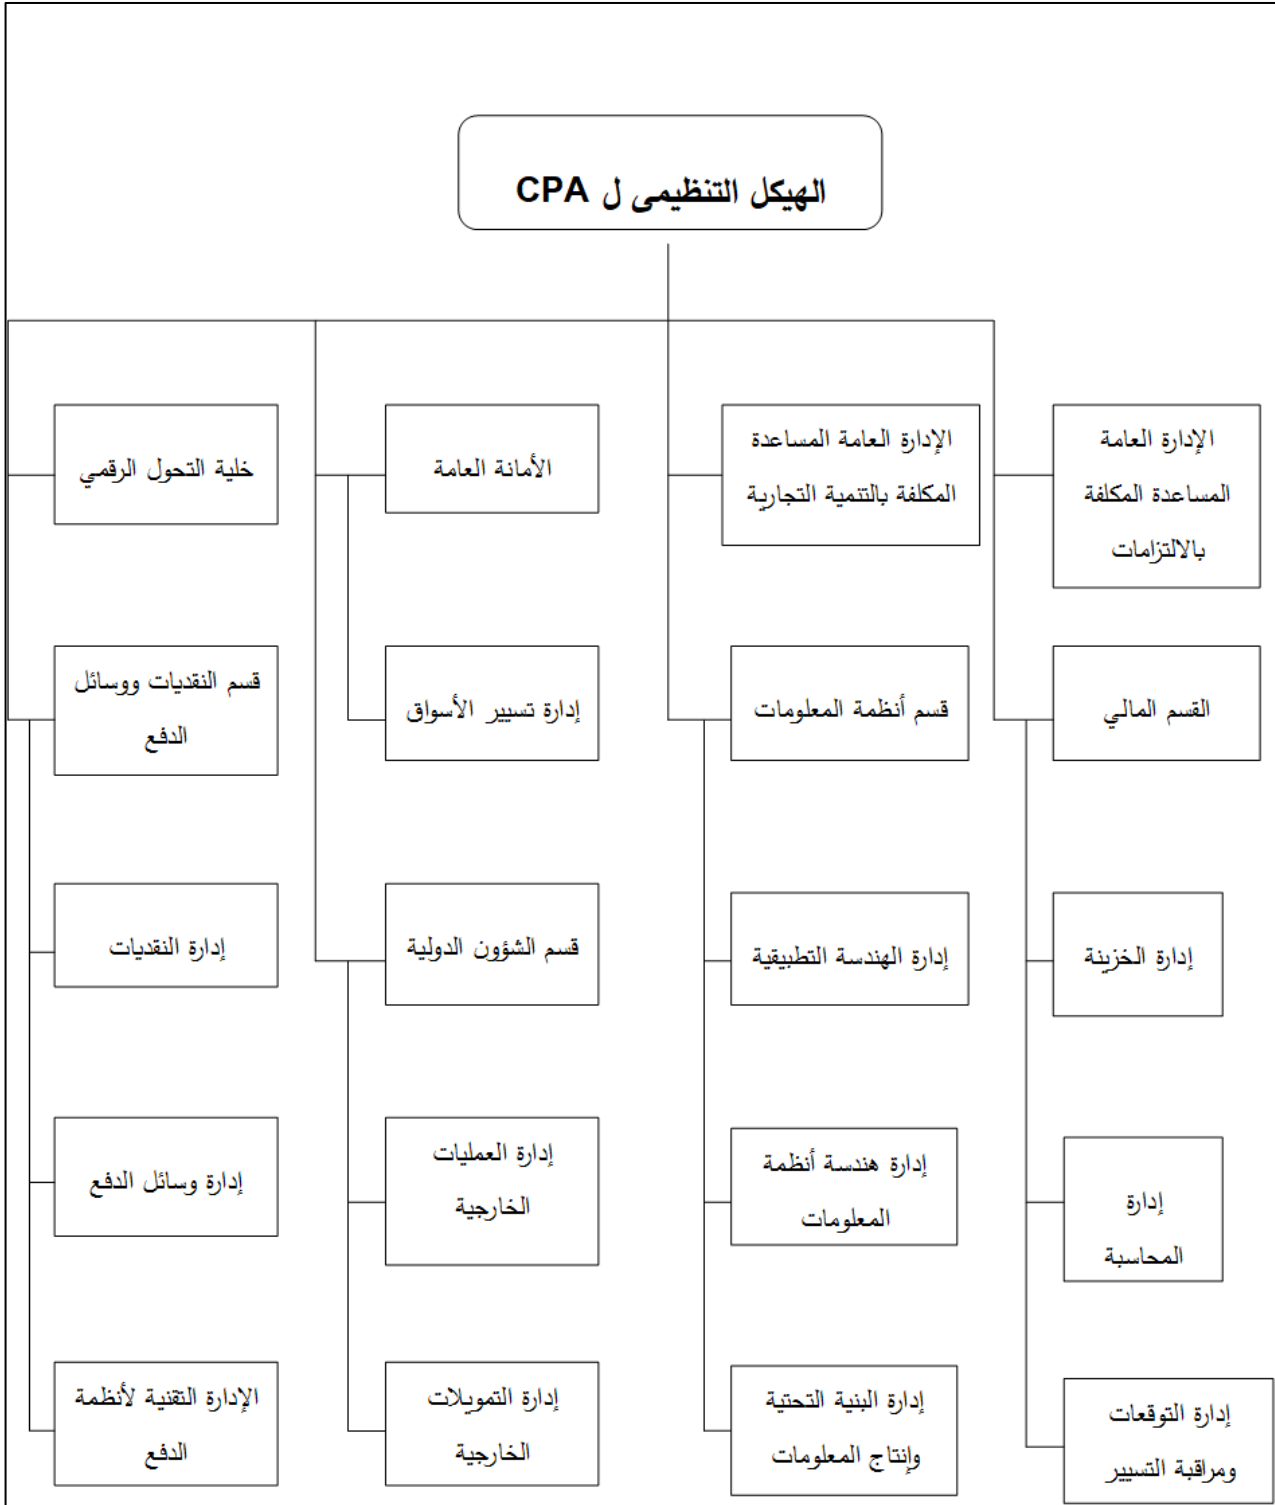 الهيكل التنظيمى ل CPA
الإدارة العامة
المساعدة المكلفة
بالالتزامات
الإدارة العامة المساعدة
المكلفة بالتنمية التجارية
الأمانة العامة
خلية التحول الرقمي
القسم المالي
قسم أنظمة المعلومات
إدارة تسيير الأسواق
قسم النقديات ووسائل
الدفع
إدارة الخزينة
إدارة الهندسة التطبيقية
قسم الشؤون الدولية
إدارة النقديات
إدارة
المحاسبة
إدارة هندسة أنظمة
المعلومات
إدارة العمليات
الخارجية
إدارة وسائل الدفع
إدارة التوقعات
ومراقبة التسيير
إدارة البنية التحتية
وإنتاج المعلومات
إدارة التمويلات
الخارجية
الإدارة التقنية لأنظمة
الدفع